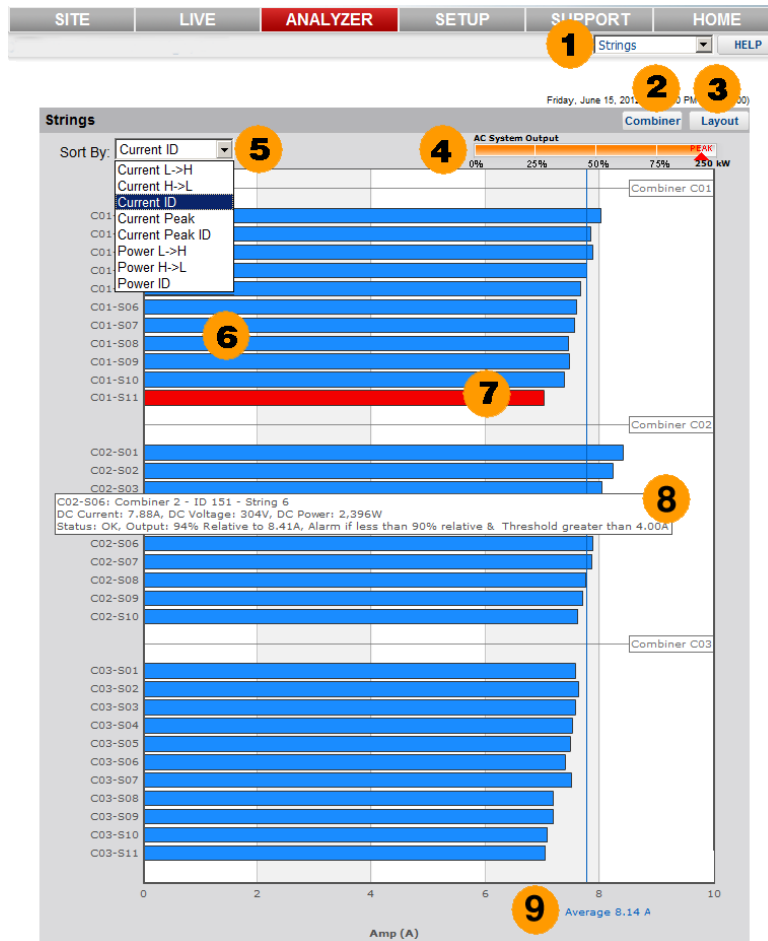 SITE LIVE ANALYZER SETUP SUPPORT HOME
1 Strings HELP
2 3
Friday, June 15, 201
Strings Combiner Layout
Sort By: Current ID 5 4 AC System Output
PEAK
0% 25% 50% 75% 250 kW
Current L->H
Current H->L
Current ID
Current Peak
Current Peak ID
Power L->H
Power H->L
Power ID
Combiner C01
C01-
C01-
C01-
C01-
C01-
C01-S06
C01-S07
6
C01-S08
C01-S09
C01-S10
C01-S11
7
Combiner C02
C02-S01
C02-S02
C02-S03
8
C02-S06: Combiner 2 - ID 151 - String 6
DC Current: 7.88A, DC Voltage: 304V, DC Power: 2,396W
Status: OK, Output: 94% Relative to 8.41A, Alarm if less than 90% relative & Threshold greater than 4.00A
C02-S06
C02-S07
C02-S08
C02-S09
C02-S10
Combiner C03
C03-S01
C03-S02
C03-S03
C03-S04
C03-S05
C03-S06
C03-S07
C03-S08
C03-S09
C03-S10
C03-S11
0 2 4 6 8 10
9 Average 8.14 A
Amp (A)